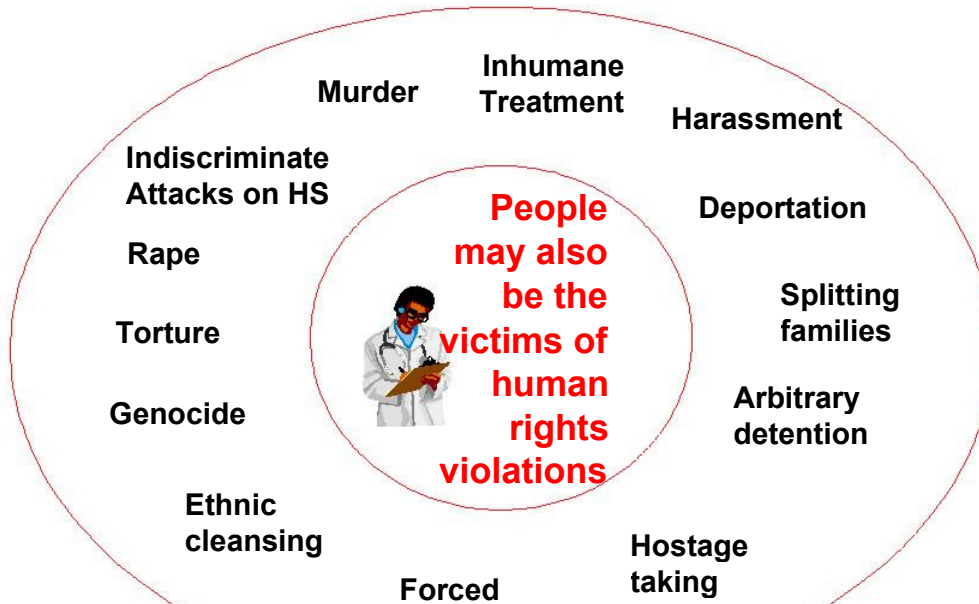 Murder
Inhumane
Treatment
Harassment
Indiscriminate
Attacks on HS
Deportation
Rape
Splitting
families
Torture
Arbitrary
detention
Genocide
Ethnic
cleansing
Hostage
taking
Forced
People
may also
be the
victims of
human
rights
violations